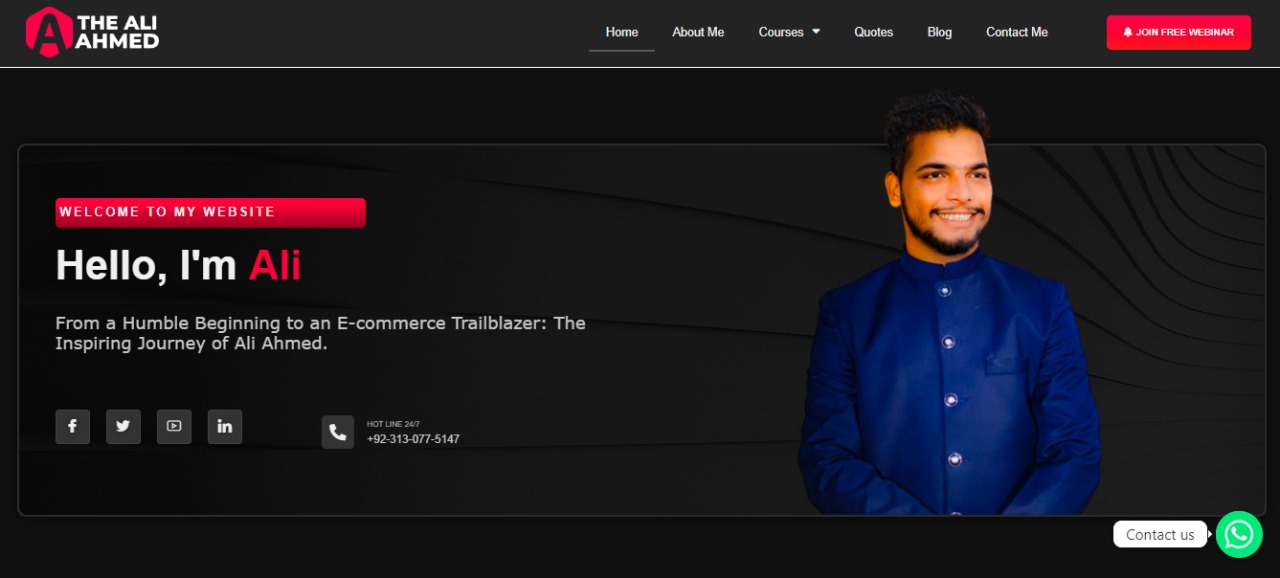 THE ALI
AHMED
Home
About Me
Courses
Quotes
Blog
Contact Me
JOIN FREE WEBINAR
WELCOME TO MY WEBSITE
Hello, I'm Ali
From a Humble Beginning to an E-commerce Trailblazer: The
Inspiring Journey of Ali Ahmed.
HOT LINE 24/7
+92-313-077-5147
Contact us